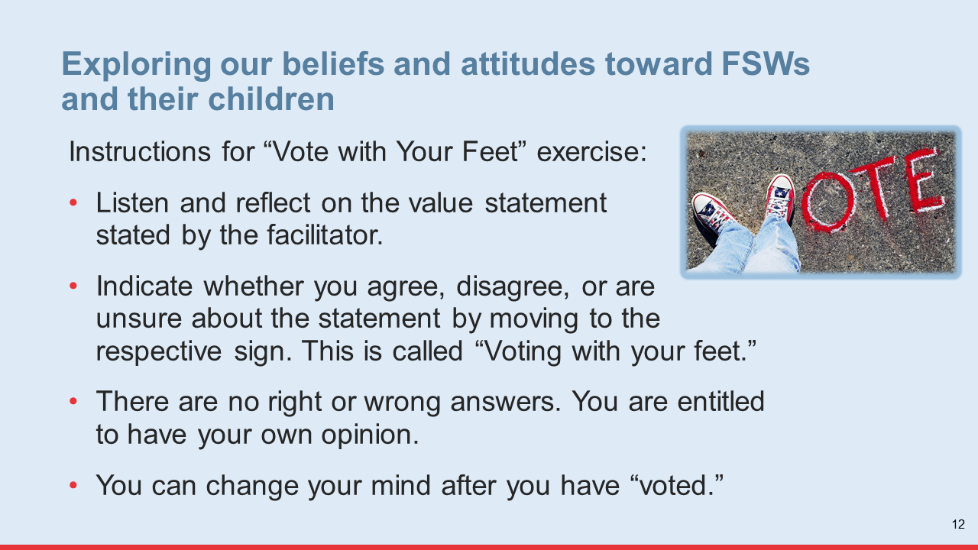 Exploring our beliefs and attitudes toward FSWs
and their children
Instructions for “Vote with Your Feet” exercise:
• Listen and reflect on the value statement
stated by the facilitator.
• Indicate whether you agree, disagree, or are
unsure about the statement by moving to the
respective sign. This is called “Voting with your feet.”
• There are no right or wrong answers. You are entitled
to have your own opinion.
• You can change your mind after you have “voted.”
OTE
12